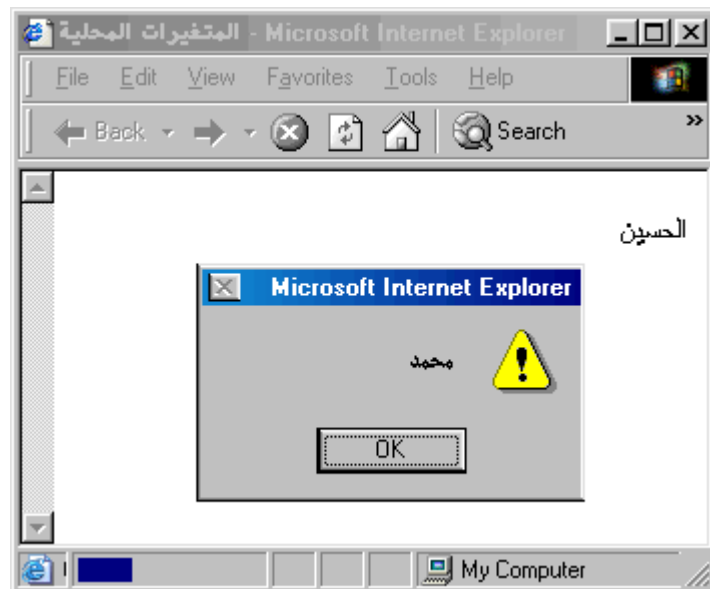 المتغيرات المحلية - Microsoft Internet Explorer
File Edit View Favorites Tools Help
Back Search »
الحسين
Microsoft Internet Explorer
محمد
OK
My Computer